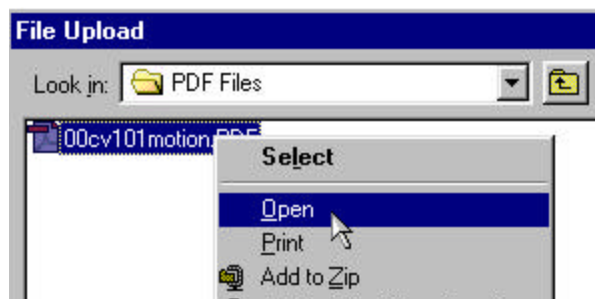 File Upload
Look in: PDF Files
00cv101motion.PDF
Select
Open
Print
Add to Zip